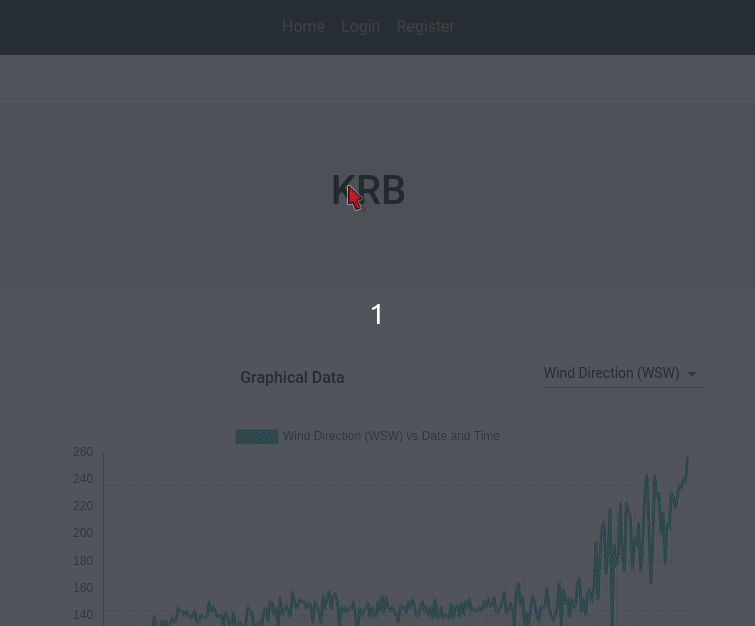 Home Login Register
KRB
1
Graphical Data
Wind Direction (WSW)
Wind Direction (WSW) vs Date and Time
260
240
220
200
180
160
140